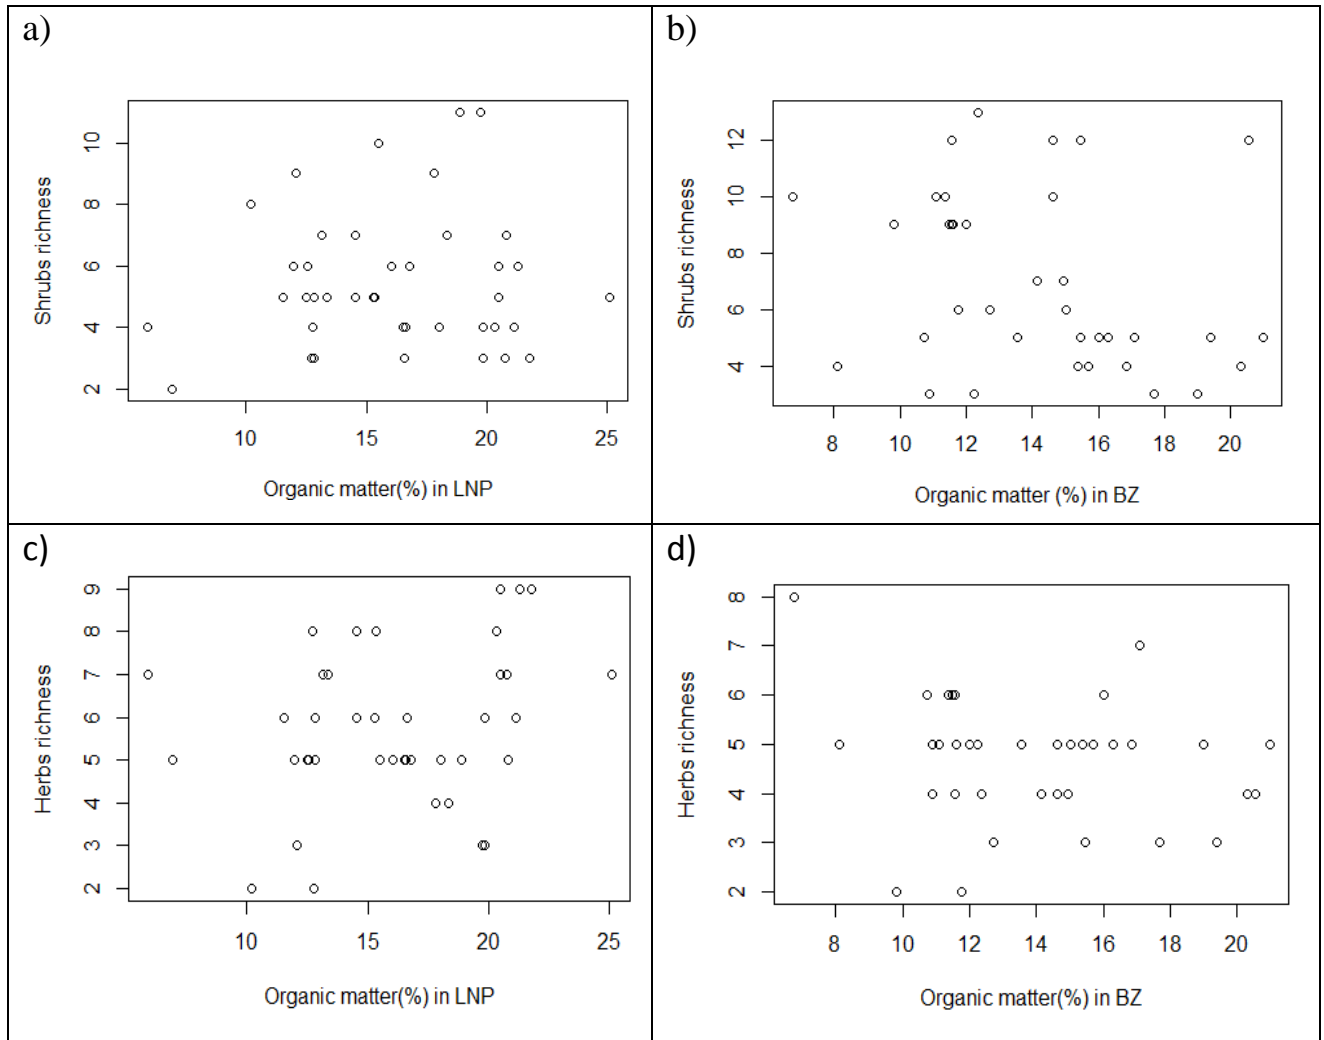 a)
Shrubs richness
10
8
6
4
2
10 15 20 25
Organic matter(%) in LNP
b)
Shrubs richness
12
10
8
6
4
8 10 12 14 16 18 20
Organic matter (%) in BZ
c)
Herbs richness
9
8
7
6
5
4
3
2
10 15 20 25
Organic matter(%) in LNP
d)
Herbs richness
8
7
6
5
4
3
2
8 10 12 14 16 18 20
Organic matter(%) in BZ